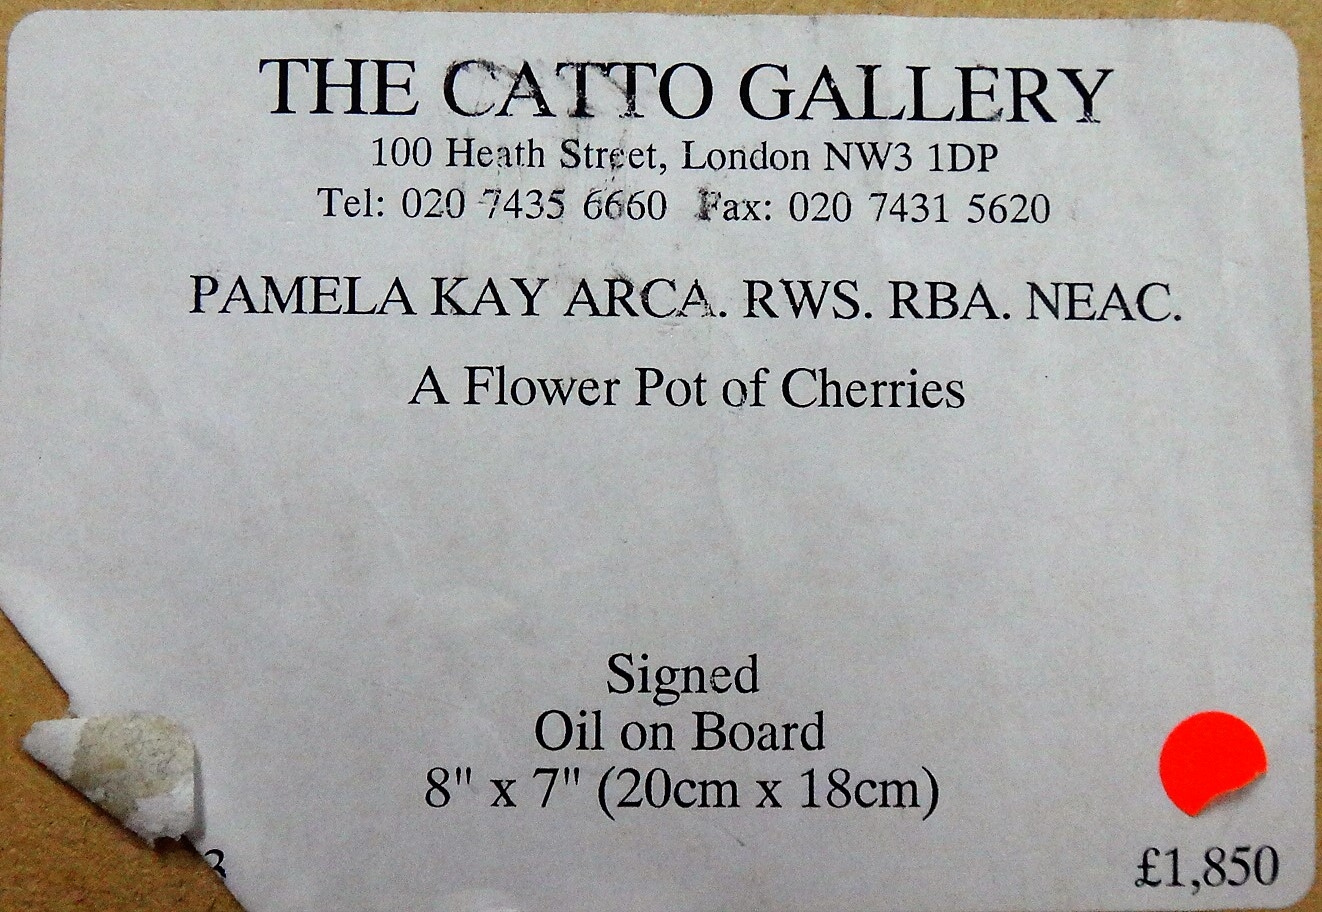 THE CATTO GALLERY
100 Heath Street, London NW3 1DP
Tel: 020 7435 6660 Fax: 020 7431 5620
PAMELA KAY ARCA. RWS. RBA. NEAC.
A Flower Pot of Cherries
Signed
Oil on Board
8" x 7" (20cm x 18cm)
3
£1,850